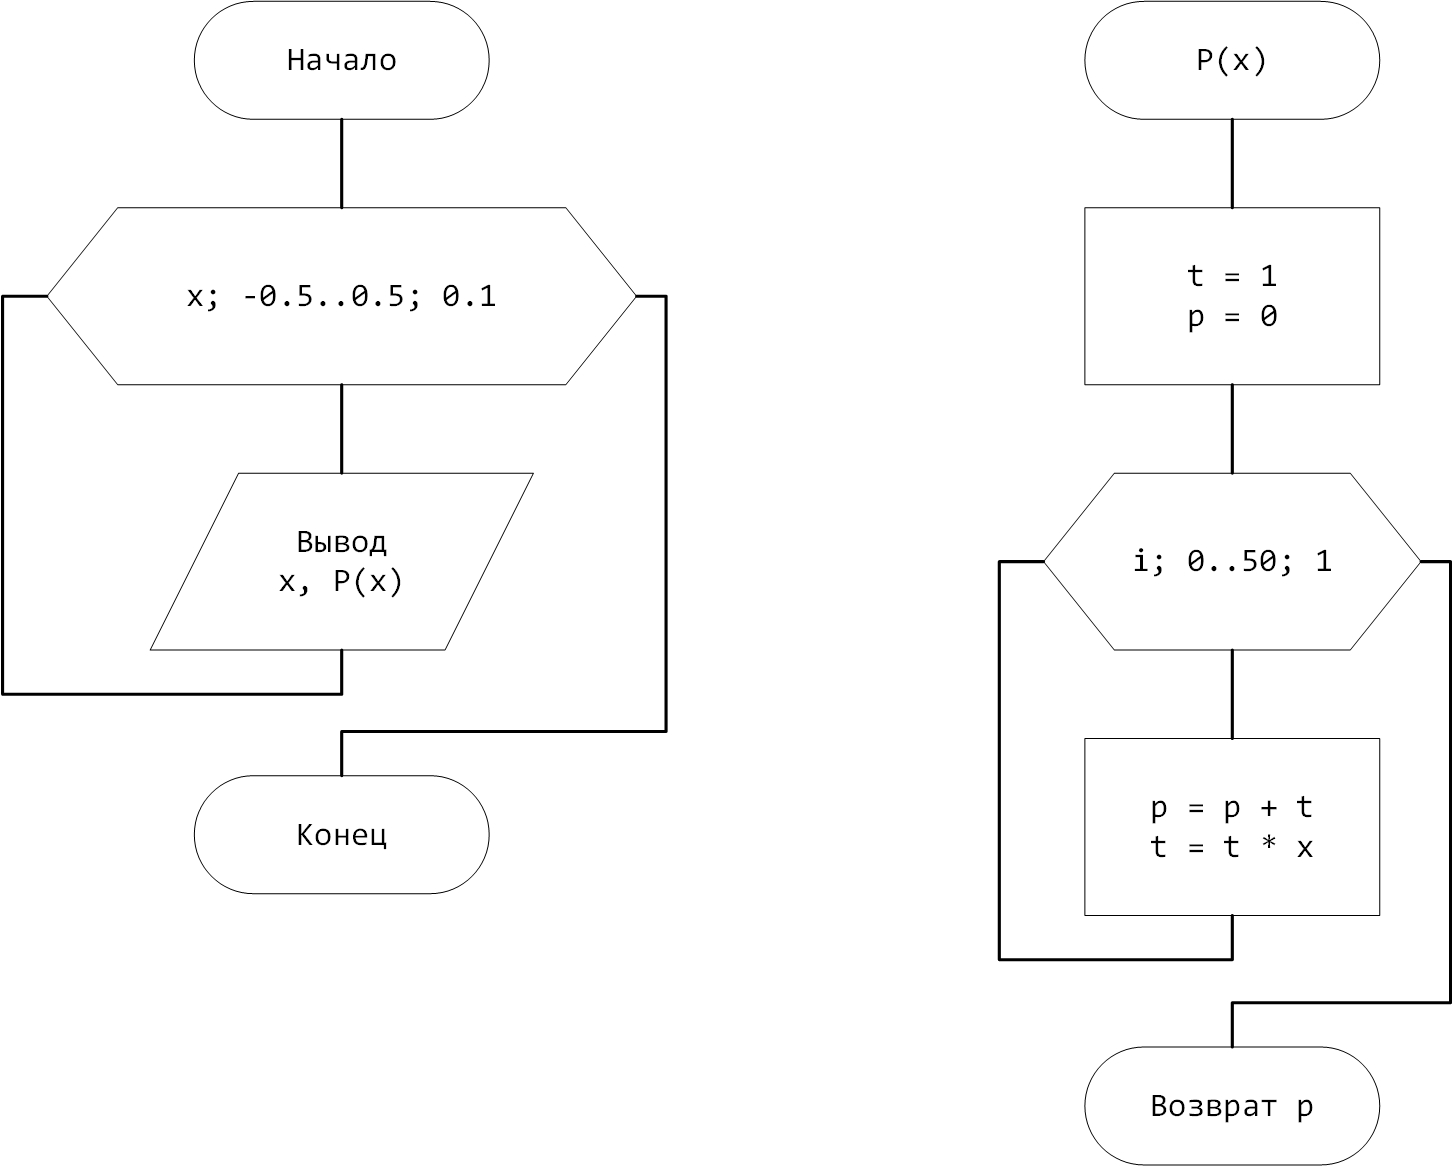 Начало
x; -0.5..0.5; 0.1
Вывод
x, P(x)
Конец
P(x)
t = 1
p = 0
i; 0..50; 1
p = p + t
t = t * x
Возврат p